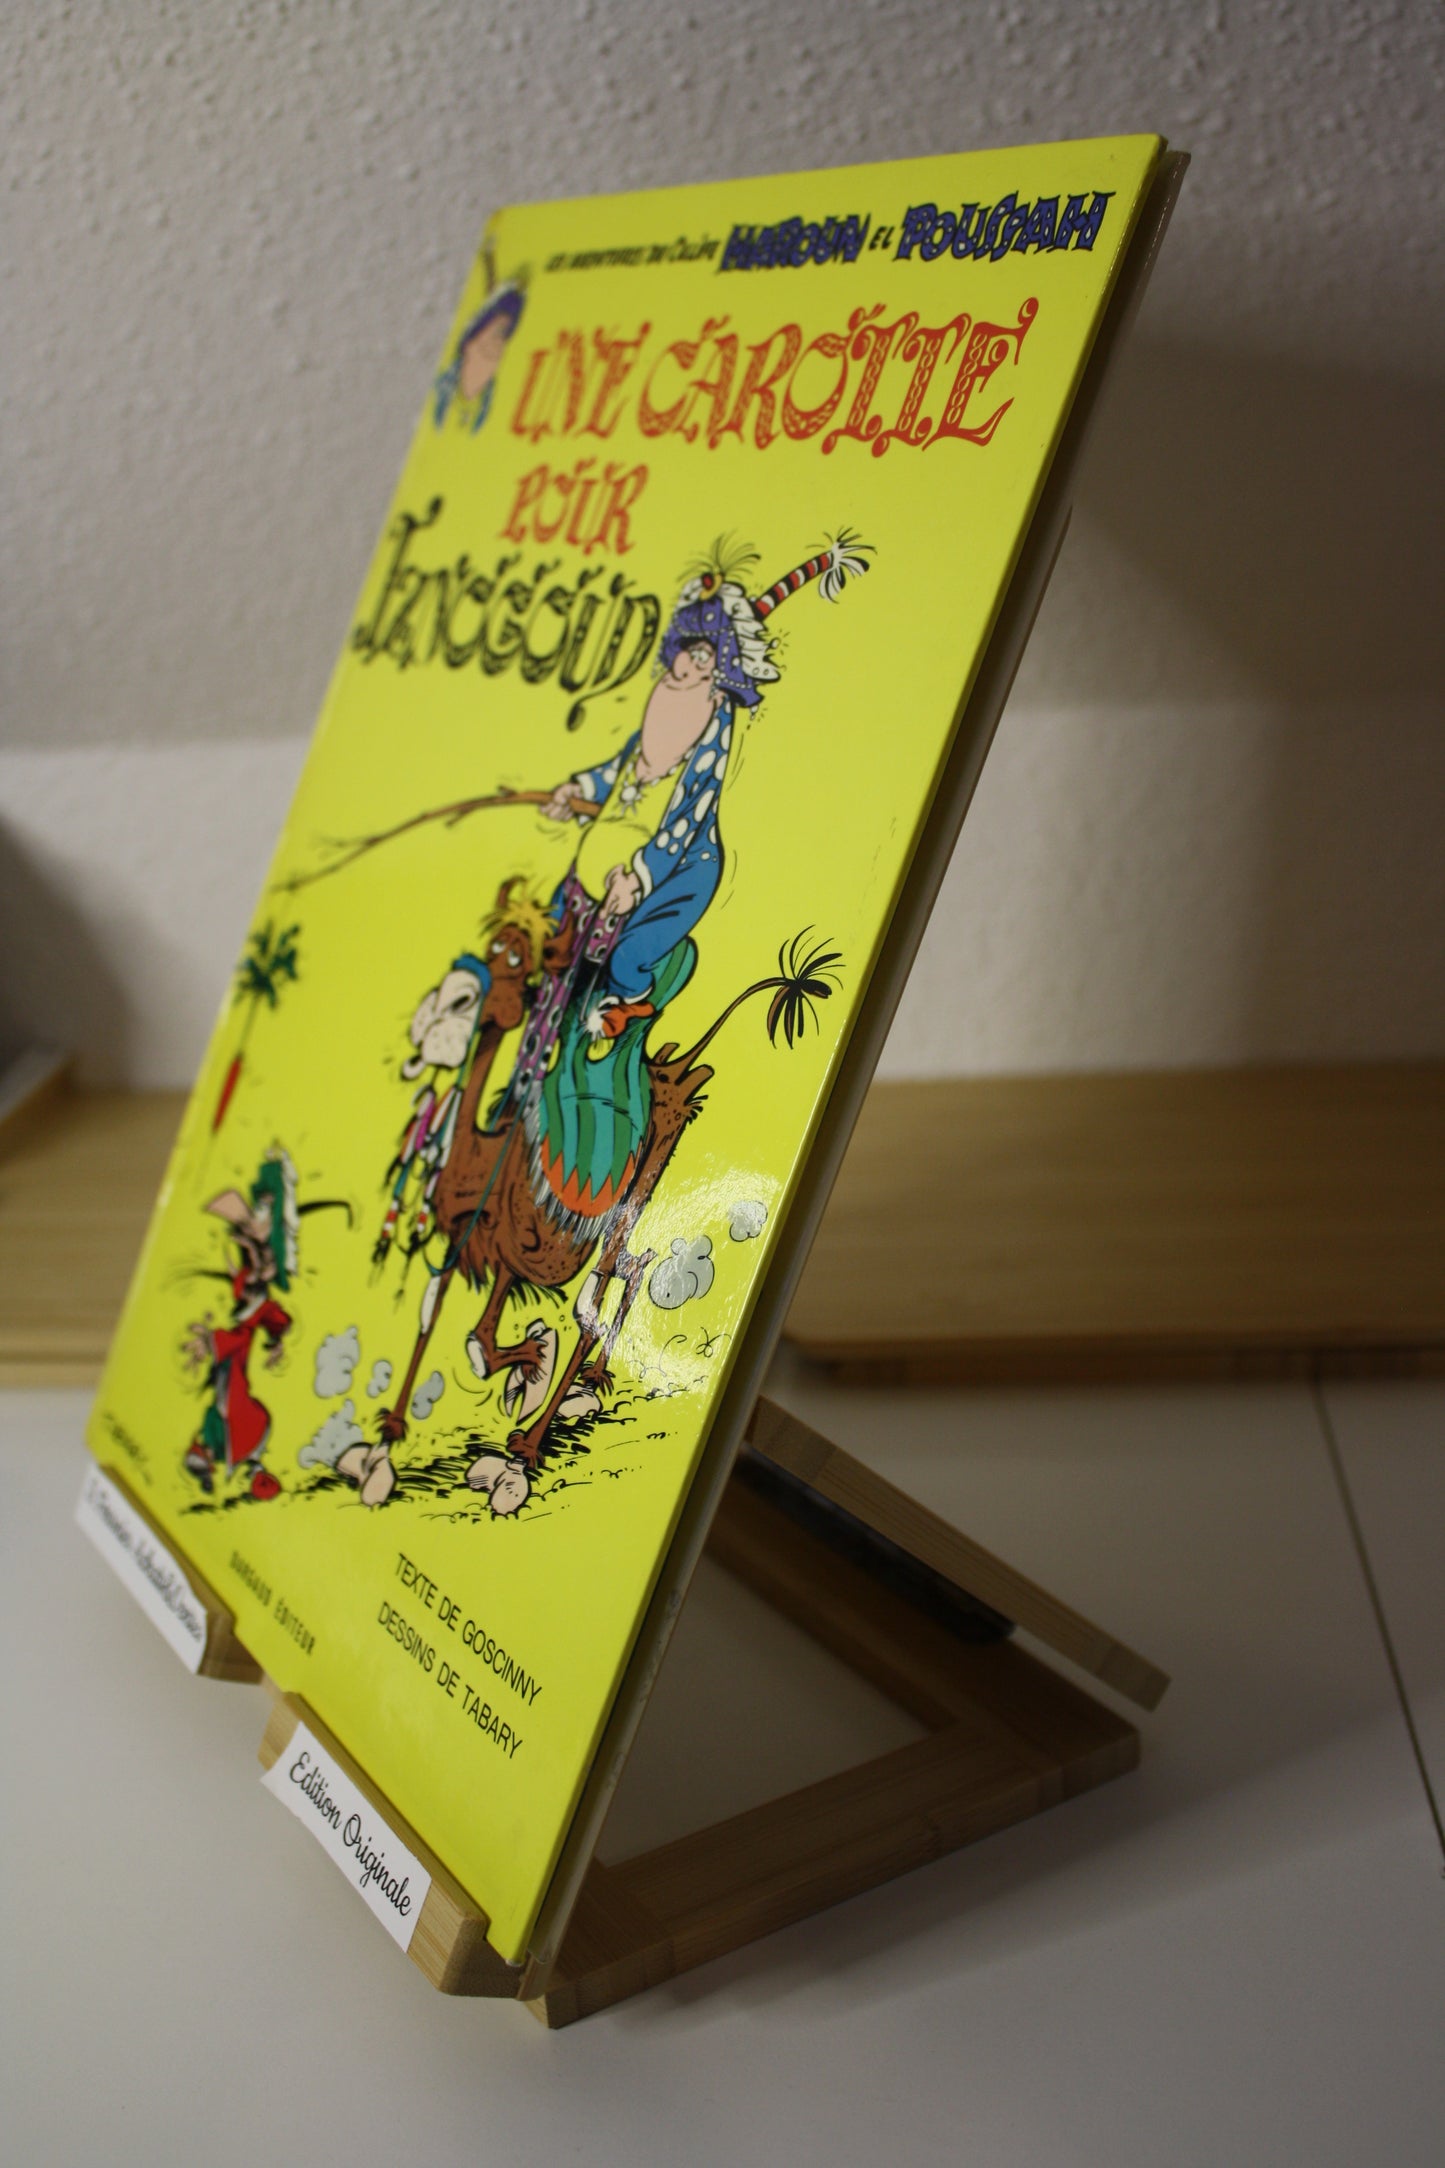 LES AVENTURES DU CALIFE HAROUN EL POUSSAH
UNE CAROTTE
POUR
IZNOGOUD
TEXTE DE GOSCINNY
DESSINS DE TABARY
DARGAUD ÉDITEUR
Edition Originale